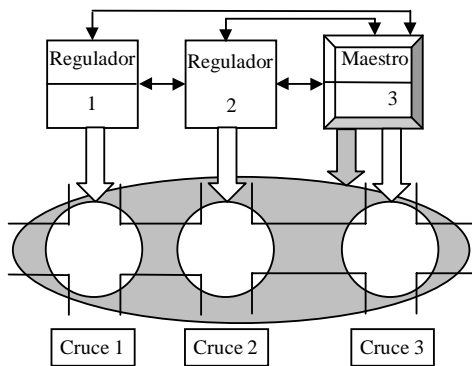 Regulador
1
Regulador
2
Maestro
3
Cruce 1
Cruce 2
Cruce 3